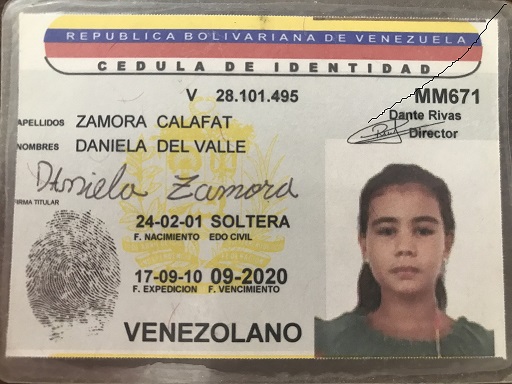 REPUBLICA BOLIVARIANA DE VENEZUELA
CEDULA DE IDENTIDAD
V 28.101.495
MM671
Dante Rivas
Director
APELLIDOS ZAMORA CALAFAT
NOMBRES DANIELA DEL VALLE
Daniela Zamora
FIRMA TITULAR
24-02-01 SOLTERA
F. NACIMIENTO EDO CIVIL
17-09-10 09-2020
F. EXPEDICION F. VENCIMIENTO
VENEZOLANO